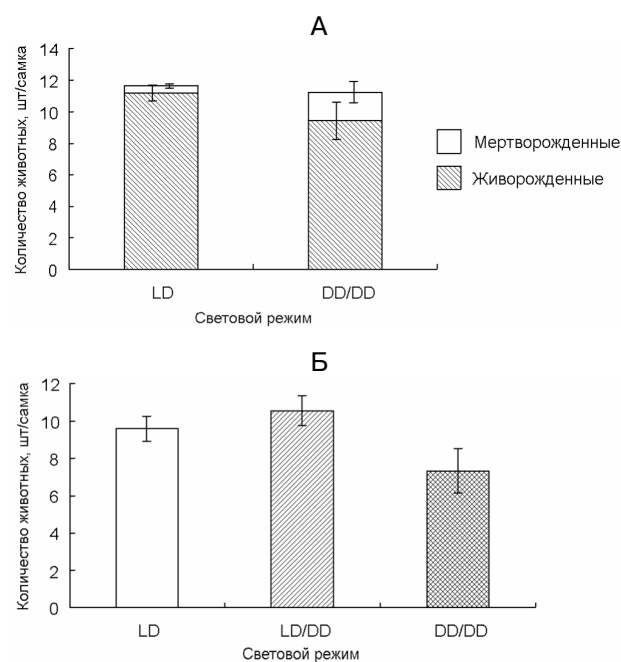 А
Количество животных, шт/самка
14
12
10
8
6
4
2
0
Мертворожденные
Живорожденные
LD DD/DD
Световой режим
Б
Количество животных, шт/самка
12
10
8
6
4
2
0
LD LD/DD DD/DD
Световой режим